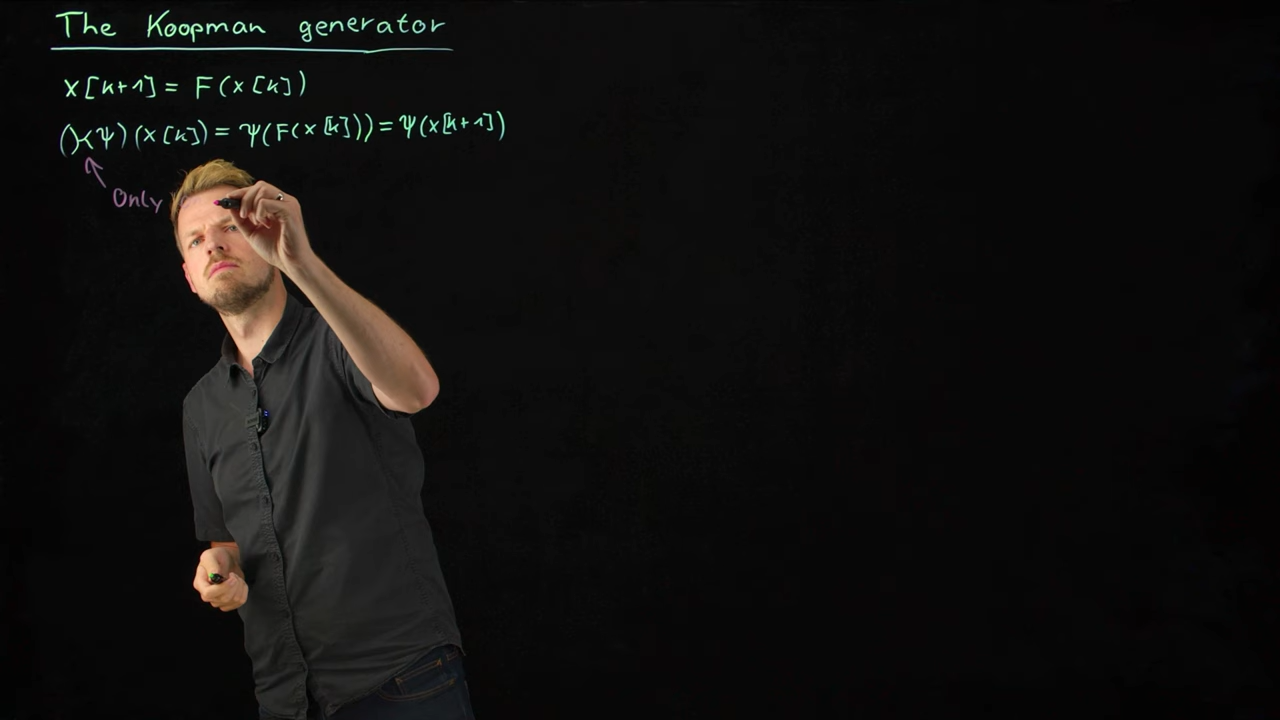 The Koopman generator
x[k+1] = F(x[k])
(𝒦ψ)(x[k]) = ψ(F(x[k])) = ψ(x[k+1])
Only